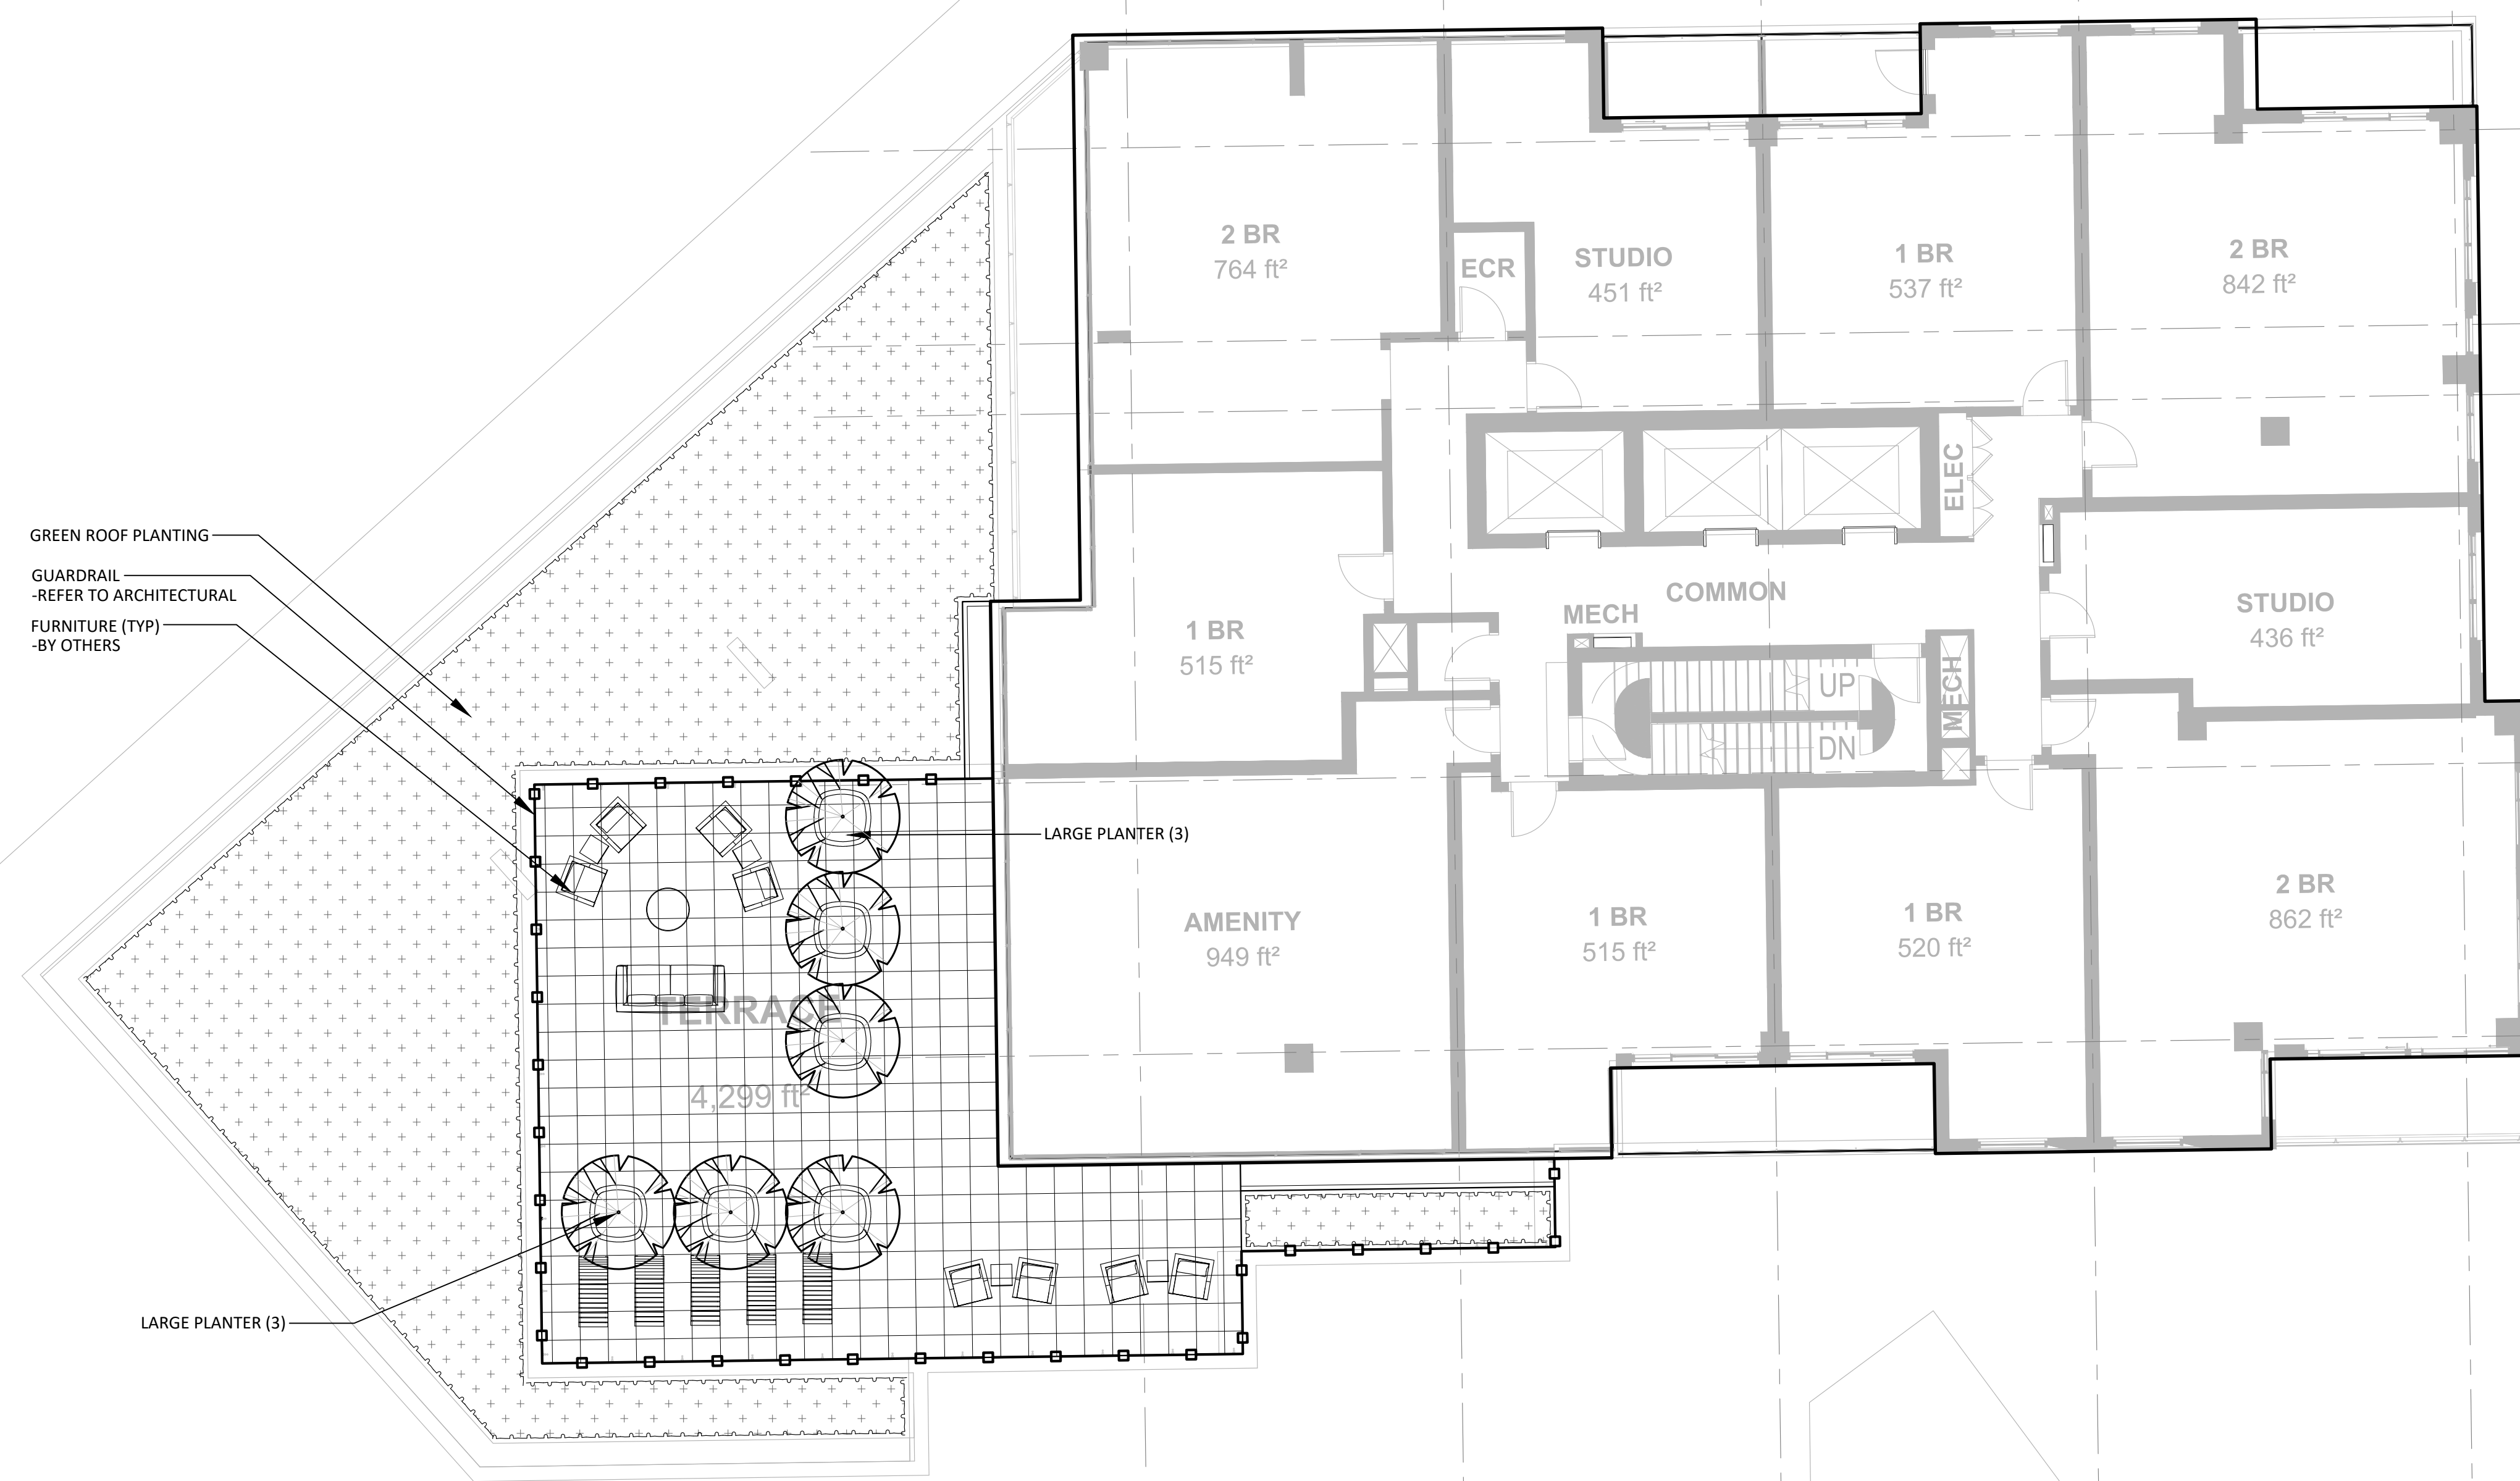 2 BR
764 ft²
ECR
STUDIO
451 ft²
1 BR
537 ft²
2 BR
842 ft²
ELEC
GREEN ROOF PLANTING
GUARDRAIL
-REFER TO ARCHITECTURAL
FURNITURE (TYP)
-BY OTHERS
1 BR
515 ft²
MECH
COMMON
UP
DN
MECH
STUDIO
436 ft²
LARGE PLANTER (3)
AMENITY
949 ft²
1 BR
515 ft²
1 BR
520 ft²
2 BR
862 ft²
TERRACE
4,299 ft²
LARGE PLANTER (3)